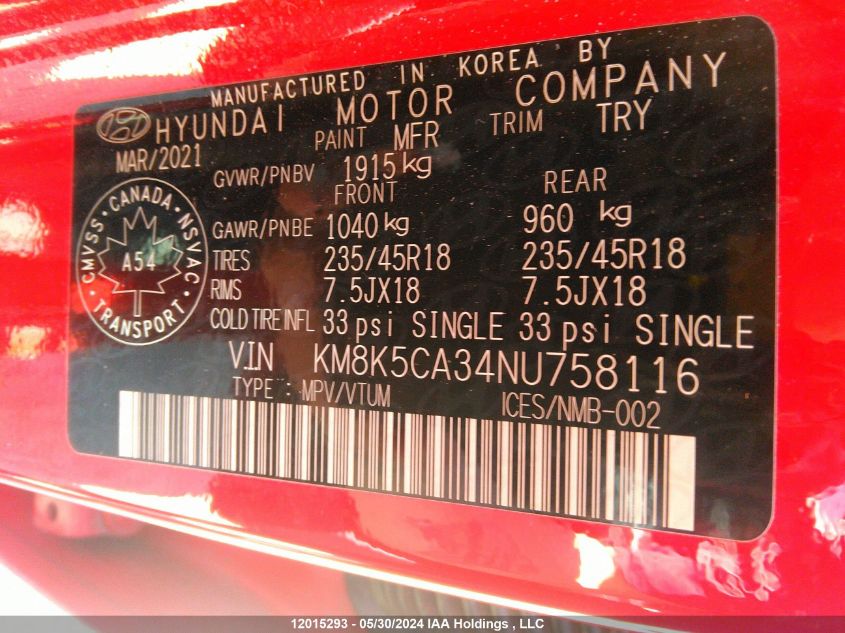 MANUFACTURED IN KOREA BY
HYUNDAI MOTOR COMPANY
MAR/2021 PAINT MFR TRIM TRY
GVWR/PNBV 1915 kg
FRONT REAR
GAWR/PNBE 1040 kg 960 kg
TIRES 235/45R18 235/45R18
RIMS 7.5JX18 7.5JX18
COLD TIRE INFL 33 psi SINGLE 33 psi SINGLE
V.I.N KM8K5CA34NU758116
TYPE : MPV/VTUM ICES/NMB-002
CMVSS · CANADA · NSVAC · TRANSPORT ·
A54
12015293 - 05/30/2024 IAA Holdings , LLC